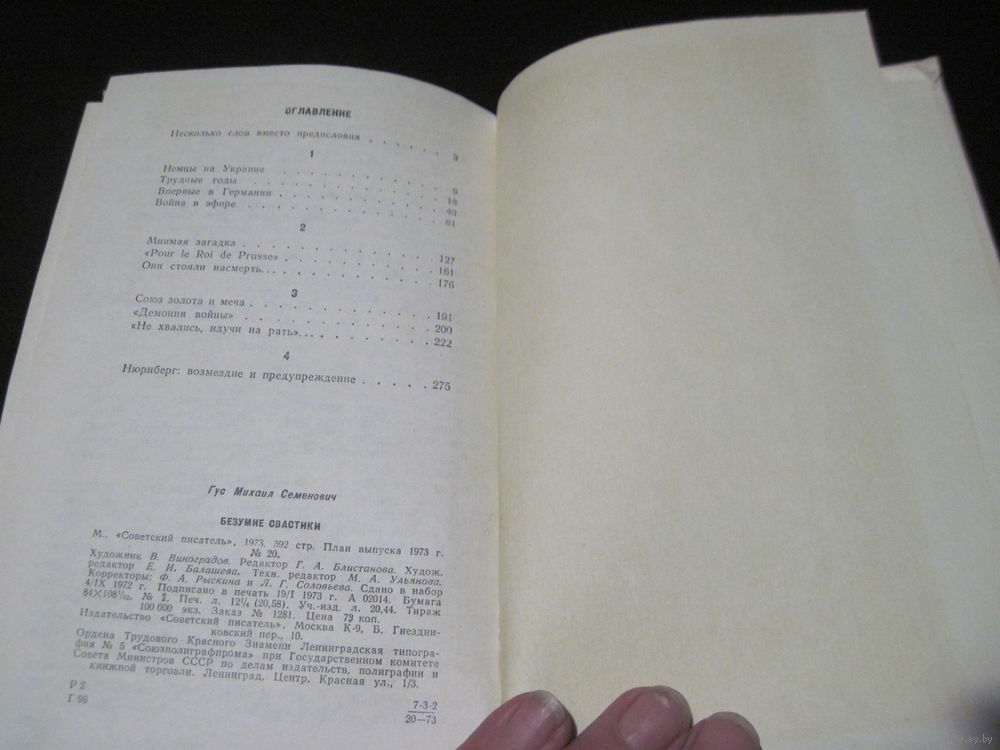 ОГЛАВЛЕНИЕ
Несколько слов вместо предисловия . . . . . . . 3
1
Немцы на Украине . . . . . . . . . . . 9
Трудные годы . . . . . . . . . . . . 18
Впервые в Германии . . . . . . . . . . . 40
Война в эфире . . . . . . . . . . . . 61
2
Мнимая загадка . . . . . . . . . . . . 127
«Pour le Roi de Prusse» . . . . . . . . . . 161
Они стояли насмерть... . . . . . . . . . . 176
3
Союз золота и меча . . . . . . . . . . . 191
«Демония войны» . . . . . . . . . . . . 200
«Не хвались, идучи на рать»... . . . . . . . . 222
4
Нюрнберг: возмездие и предупреждение . . . . . 275
Гус Михаил Семенович
БЕЗУМИЕ СВАСТИКИ
М., «Советский писатель», 1973, 392 стр. План выпуска 1973 г.
№ 20.
Художник В. Виноградов. Редактор Г. А. Блистанова. Худож.
редактор Е. И. Балашева. Техн. редактор М. А. Ульянова.
Корректоры: Ф. А. Рыскина и Л. Г. Соловьева. Сдано в набор
4/IX 1972 г. Подписано в печать 19/I 1973 г. А 02014. Бумага
84×108 1/32. № 2. Печ. л. 12 1/4 (20,58). Уч.-изд. л. 20,44. Тираж
100 000 экз. Заказ № 1281. Цена 79 коп.
Издательство «Советский писатель». Москва К-9, Б. Гнездни-
ковский пер., 10.
Ордена Трудового Красного Знамени Ленинградская типогра-
фия № 5 «Союзполиграфпрома» при Государственном комитете
Совета Министров СССР по делам издательств, полиграфии и
книжной торговли. Ленинград, Центр, Красная ул., 1/3.
Р 2
Г 96
7-3-2
20—73